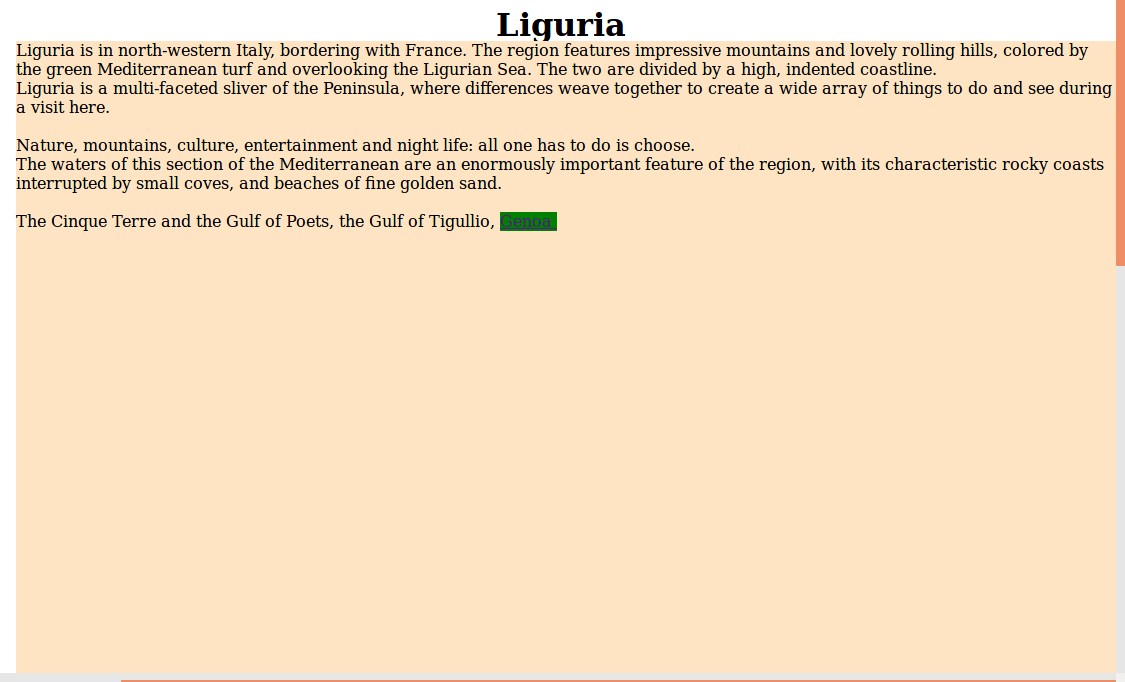 Liguria
Liguria is in north-western Italy, bordering with France. The region features impressive mountains and lovely rolling hills, colored by
the green Mediterranean turf and overlooking the Ligurian Sea. The two are divided by a high, indented coastline.
Liguria is a multi-faceted sliver of the Peninsula, where differences weave together to create a wide array of things to do and see during
a visit here.
Nature, mountains, culture, entertainment and night life: all one has to do is choose.
The waters of this section of the Mediterranean are an enormously important feature of the region, with its characteristic rocky coasts
interrupted by small coves, and beaches of fine golden sand.
The Cinque Terre and the Gulf of Poets, the Gulf of Tigullio, Genoa